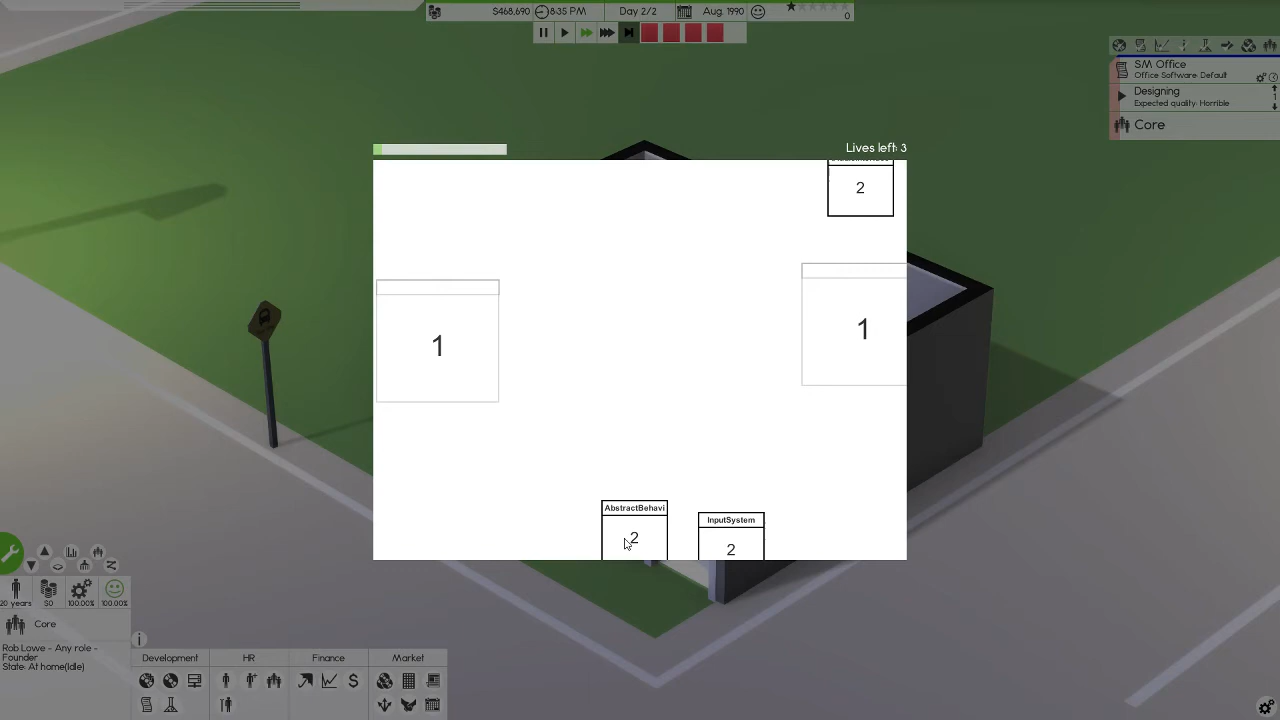 $468,690 8:35 PM Day 2/2 Aug. 1990 0
SM Office
Office Software: Default
Designing
Expected quality: Horrible
1
Core
Lives left: 3
2
1
1
AbstractBehavi
2
InputSystem
2
20 years $0 100.00% 100.00%
Core
Rob Lowe - Any role -
Founder
State: At home(Idle)
i
Development HR Finance Market